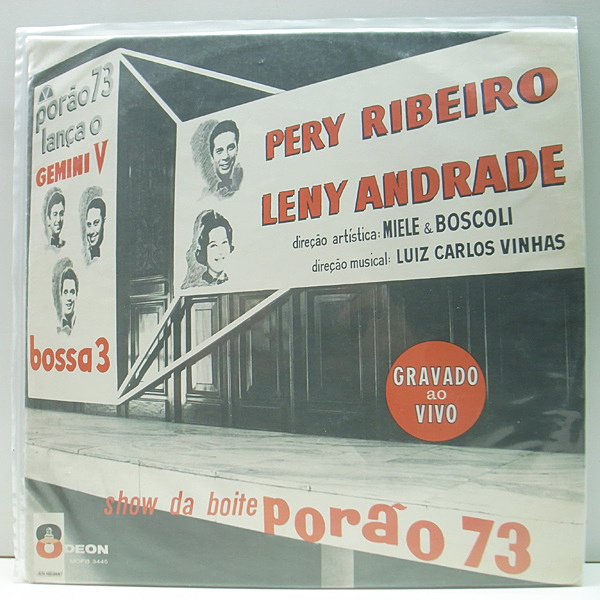 porão 73
lança o
GEMINI V
bossa 3
PERY RIBEIRO
LENY ANDRADE
direção artística: MIELE & BOSCOLI
direção musical: LUIZ CARLOS VINHAS
GRAVADO
ao
VIVO
show da boite porão 73
ODEON
MOFB 3445